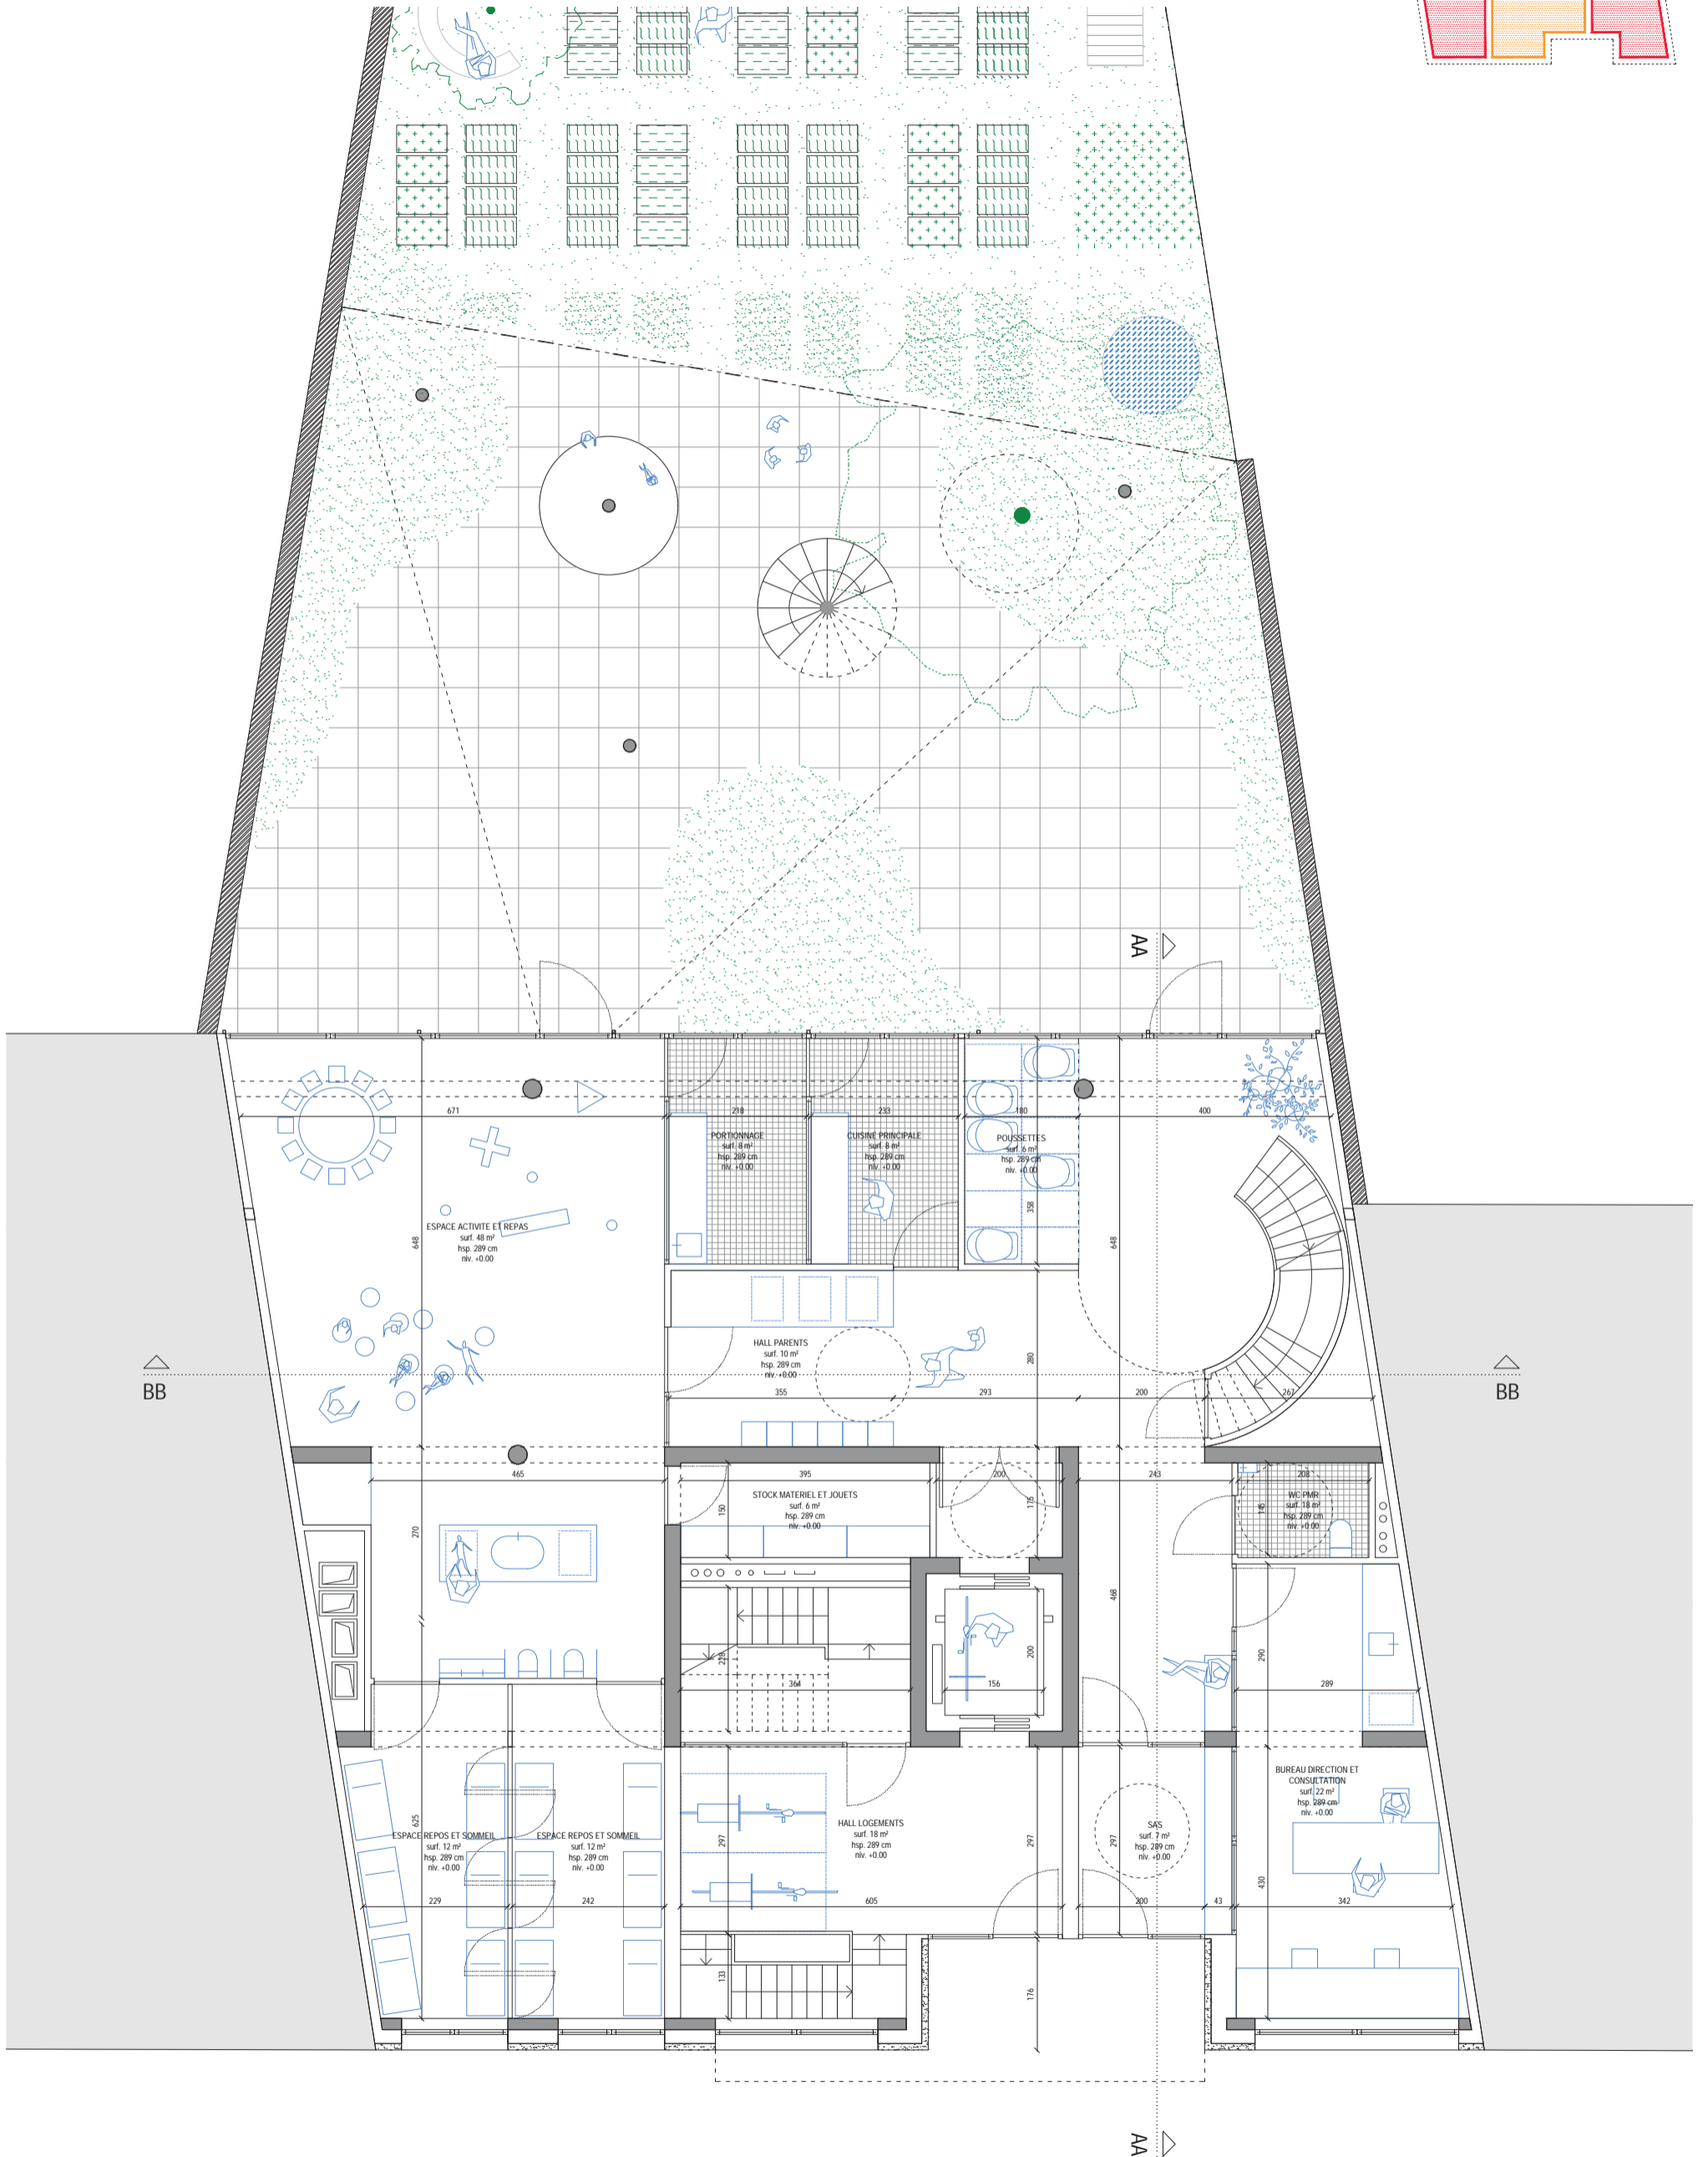 AA
671
218
233
180
400
PORTIONNAGE
surf. 8 m²
hsp. 289 cm
niv. +0.00
CUISINE PRINCIPALE
surf. 8 m²
hsp. 289 cm
niv. +0.00
POUSSETTES
surf. 6 m²
hsp. 289 cm
niv. +0.00
358
648
648
ESPACE ACTIVITE ET REPAS
surf. 48 m²
hsp. 289 cm
niv. +0.00
HALL PARENTS
surf. 10 m²
hsp. 289 cm
niv. +0.00
280
BB
BB
355
293
200
267
465
395
200
243
208
STOCK MATERIEL ET JOUETS
surf. 6 m²
hsp. 289 cm
niv. +0.00
150
175
WC PMR
surf. 18 m²
hsp. 289 cm
niv. +0.00
145
270
468
228
200
290
364
156
289
BUREAU DIRECTION ET
CONSULTATION
surf. 22 m²
hsp. 289 cm
niv. +0.00
625
ESPACE REPOS ET SOMMEIL
surf. 12 m²
hsp. 289 cm
niv. +0.00
ESPACE REPOS ET SOMMEIL
surf. 12 m²
hsp. 289 cm
niv. +0.00
297
HALL LOGEMENTS
surf. 18 m²
hsp. 289 cm
niv. +0.00
297
297
SAS
surf. 7 m²
hsp. 289 cm
niv. +0.00
430
229
242
605
200
43
342
133
176
AA